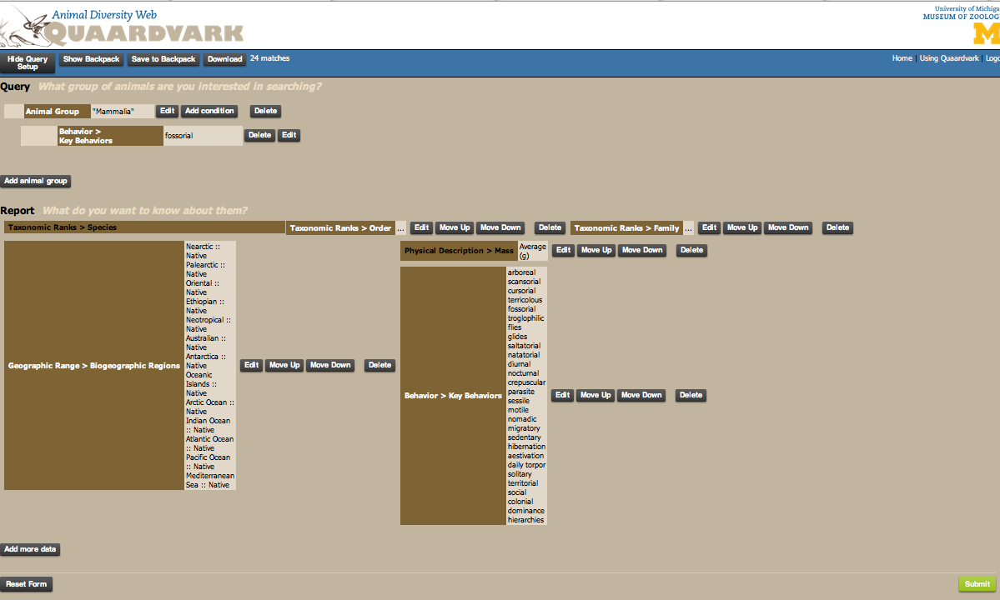 Animal Diversity Web
QUAARDVARK
University of Michiga
MUSEUM OF ZOOLOG
M
Hide Query
Setup
Show Backpack
Save to Backpack
Download
24 matches
Home | Using Quaardvark | Logo
Query What group of animals are you interested in searching?
Animal Group "Mammalia" Edit Add condition Delete
Behavior >
Key Behaviors
fossorial
Delete Edit
Add animal group
Report What do you want to know about them?
Taxonomic Ranks > Species
Taxonomic Ranks > Order ... Edit Move Up Move Down Delete
Taxonomic Ranks > Family ... Edit Move Up Move Down Delete
Geographic Range > Biogeographic Regions
Nearctic ::
Native
Palearctic ::
Native
Oriental ::
Native
Ethiopian ::
Native
Neotropical ::
Native
Australian ::
Native
Antarctica ::
Native
Oceanic
Islands ::
Native
Arctic Ocean ::
Native
Indian Ocean
:: Native
Atlantic Ocean
:: Native
Pacific Ocean
:: Native
Mediterranean
Sea :: Native
Edit Move Up Move Down Delete
Physical Description > Mass
Average
(g)
Edit Move Up Move Down Delete
Behavior > Key Behaviors
arboreal
scansorial
cursorial
terricolous
fossorial
troglophilic
flies
glides
saltatorial
natatorial
diurnal
nocturnal
crepuscular
parasite
sessile
motile
nomadic
migratory
sedentary
hibernation
aestivation
daily torpor
solitary
territorial
social
colonial
dominance
hierarchies
Edit Move Up Move Down Delete
Add more data
Reset Form
Submit